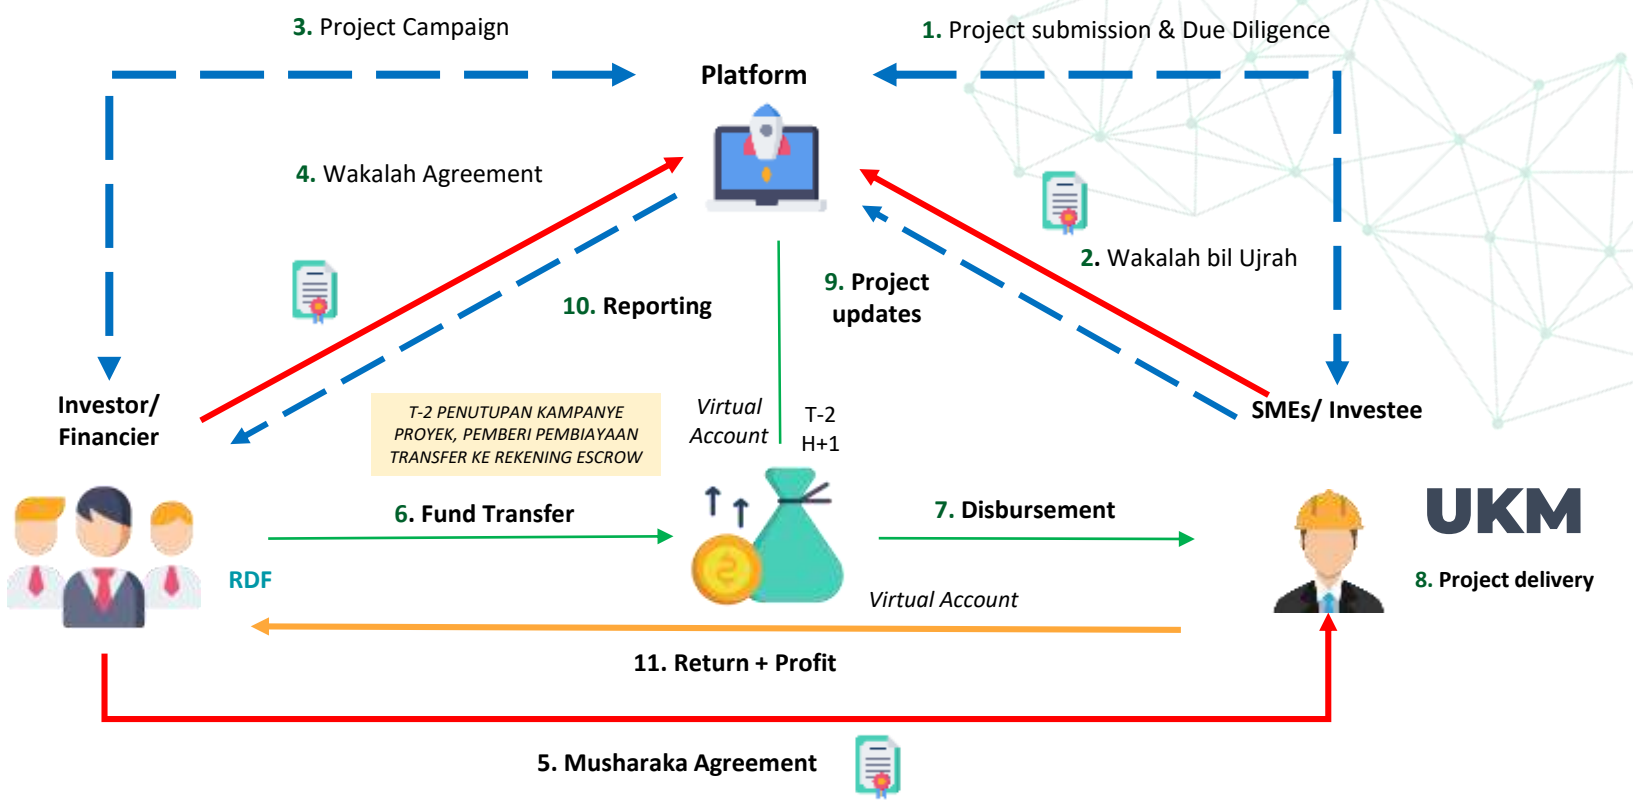 3. Project Campaign
1. Project submission & Due Diligence
Platform
4. Wakalah Agreement
2. Wakalah bil Ujrah
10. Reporting
9. Project
updates
Investor/
Financier
T-2 PENUTUPAN KAMPANYE
PROYEK, PEMBERI PEMBIAYAAN
TRANSFER KE REKENING ESCROW
Virtual
Account
T-2
H+1
SMEs/ Investee
6. Fund Transfer
7. Disbursement
UKM
RDF
8. Project delivery
Virtual Account
11. Return + Profit
5. Musharaka Agreement